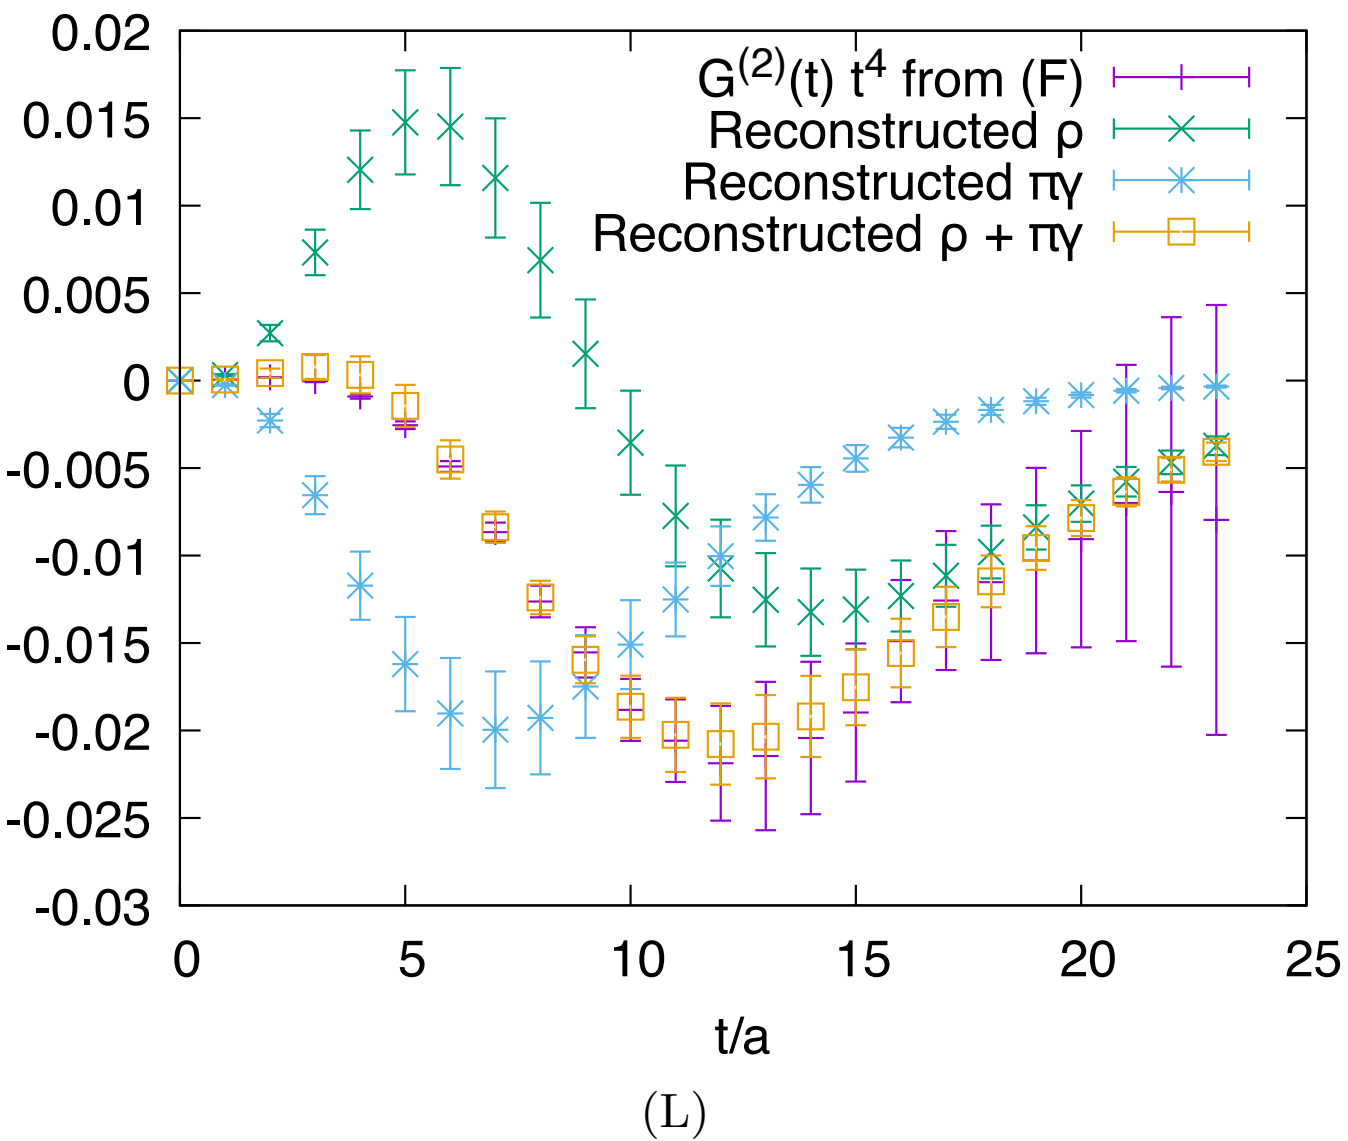 0.02
0.015
0.01
0.005
0
-0.005
-0.01
-0.015
-0.02
-0.025
-0.03
G^(2)(t) t^4 from (F)
Reconstructed ρ
Reconstructed πγ
Reconstructed ρ + πγ
0 5 10 15 20 25
t/a
(L)